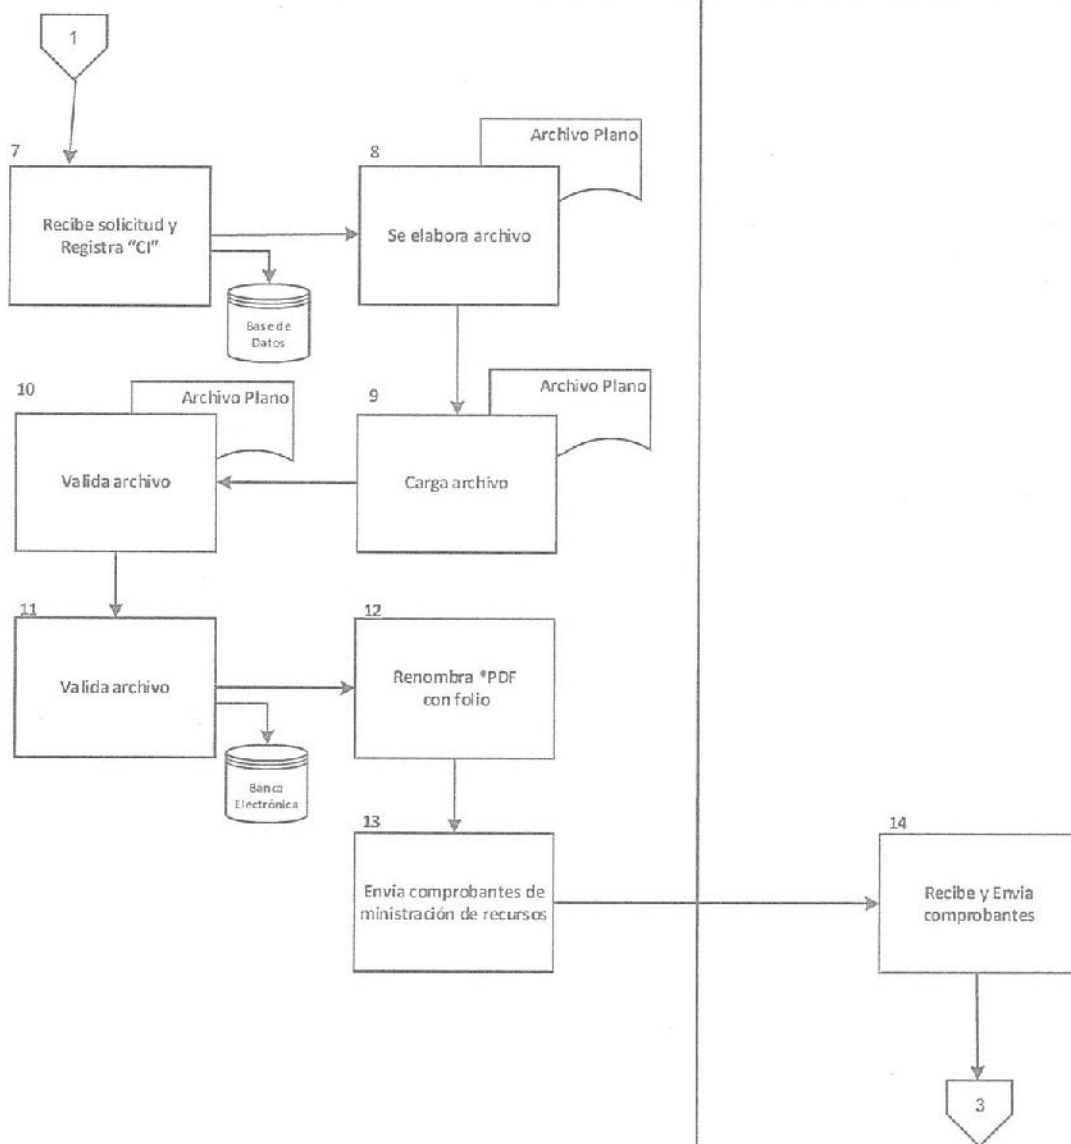 1
7
Recibe solicitud y
Registra "CI"
Base de
Datos
8
Archivo Plano
Se elabora archivo
9
Archivo Plano
Carga archivo
10
Archivo Plano
Valida archivo
11
Valida archivo
Banca
Electrónica
12
Renombra *PDF
con folio
13
Envía comprobantes de
ministración de recursos
14
Recibe y Envia
comprobantes
3